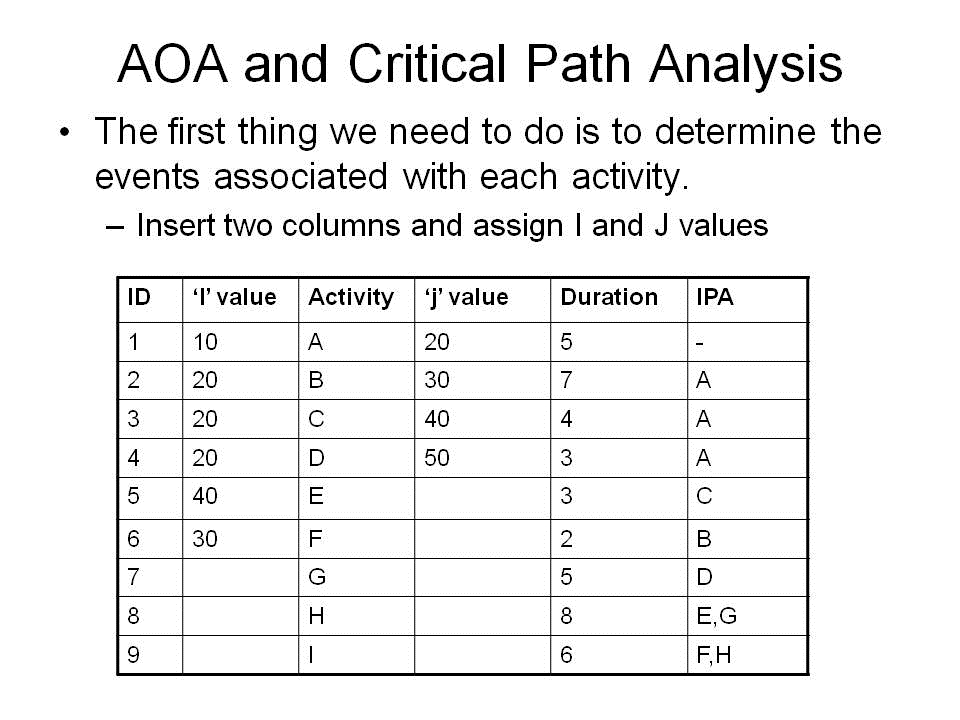 AOA and Critical Path Analysis
• The first thing we need to do is to determine the
events associated with each activity.
– Insert two columns and assign I and J values
ID ‘I’ value Activity ‘j’ value Duration IPA
1 10 A 20 5 -
2 20 B 30 7 A
3 20 C 40 4 A
4 20 D 50 3 A
5 40 E 3 C
6 30 F 2 B
7 G 5 D
8 H 8 E,G
9 I 6 F,H